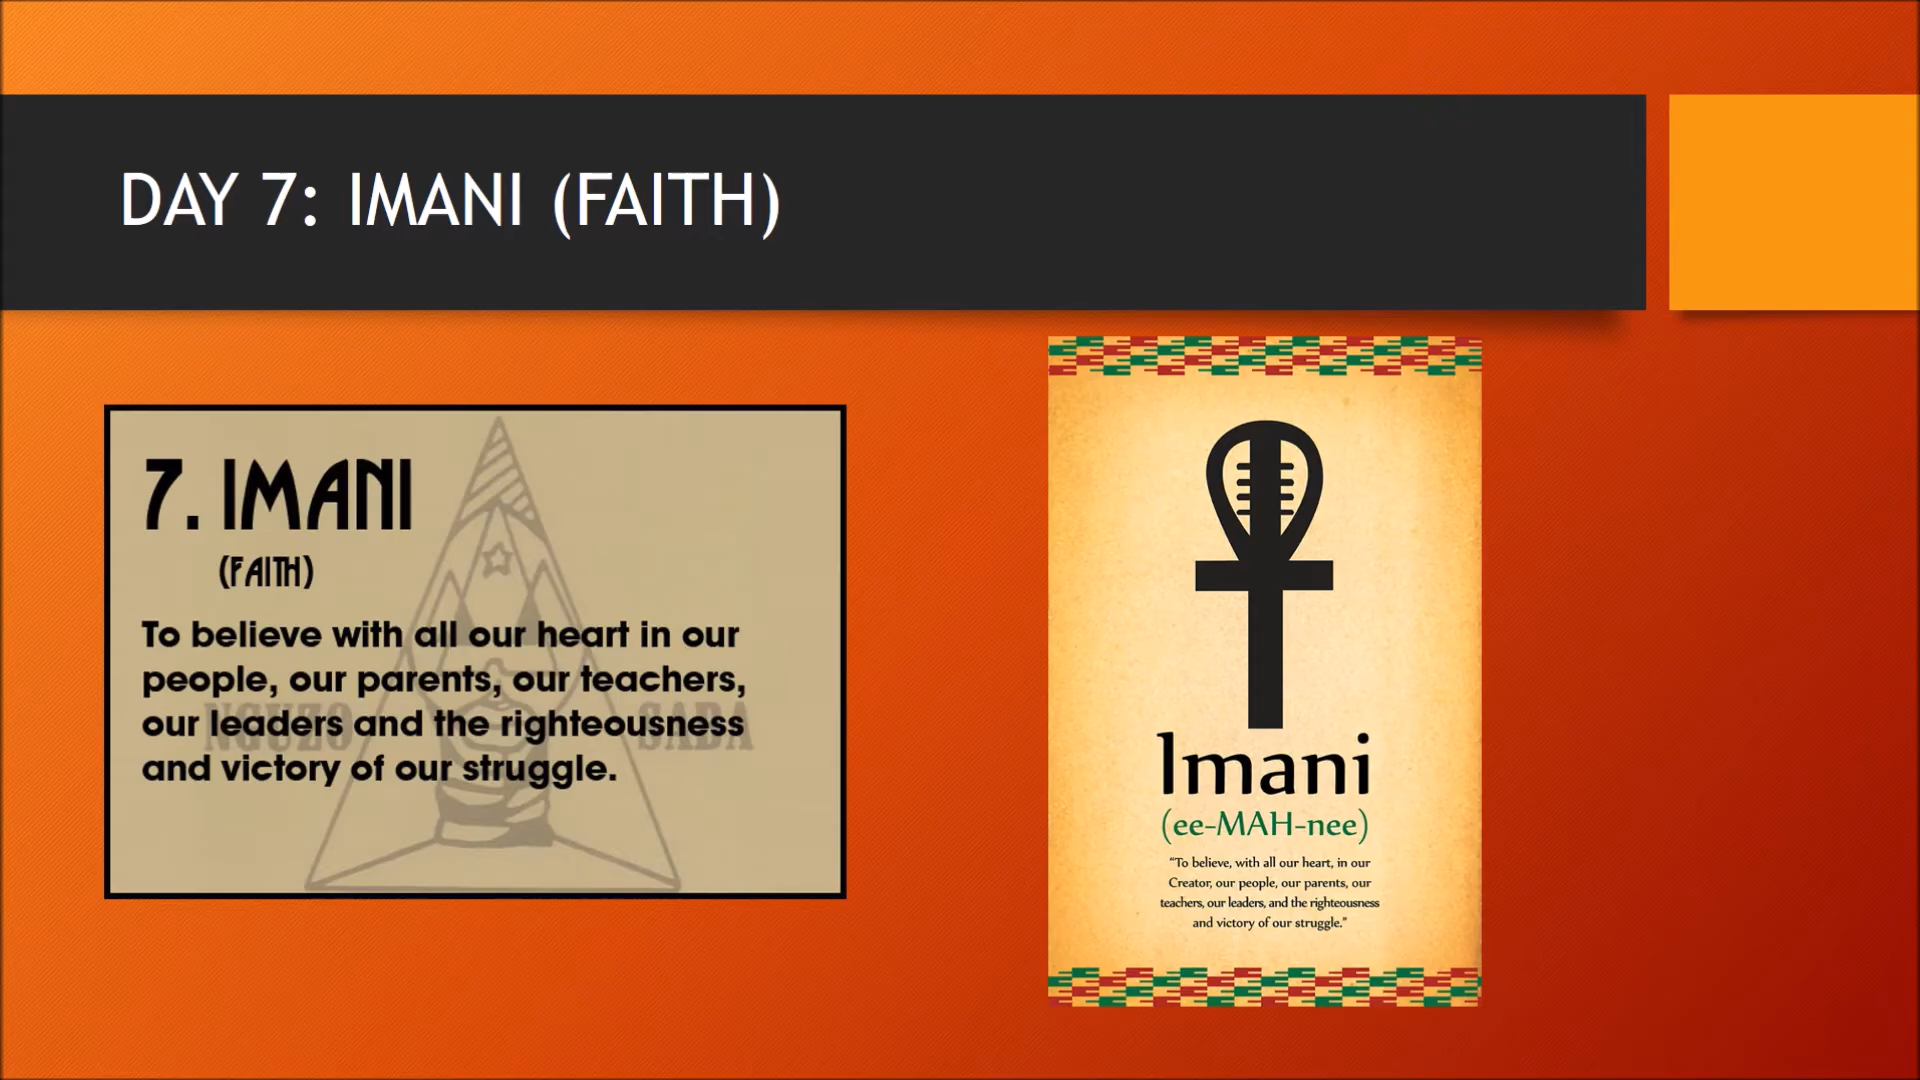 DAY 7: IMANI (FAITH)
7. IMANI
(FAITH)
To believe with all our heart in our
people, our parents, our teachers,
our leaders and the righteousness
and victory of our struggle.
NGUZO SABA
Imani
(ee-MAH-nee)
“To believe, with all our heart, in our
Creator, our people, our parents, our
teachers, our leaders, and the righteousness
and victory of our struggle.”